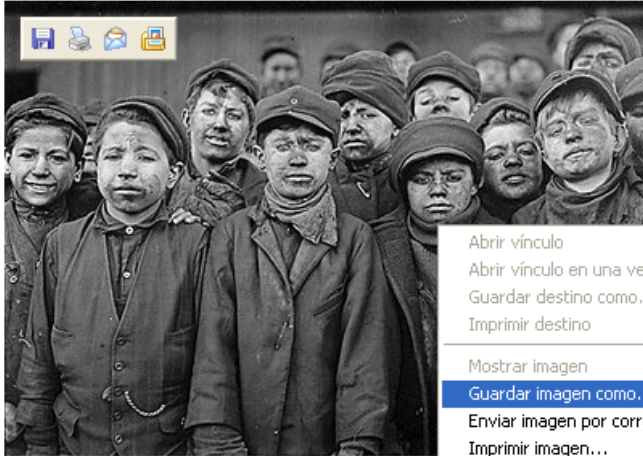 Abrir vínculo
Abrir vínculo en una ve
Guardar destino como.
Imprimir destino
Mostrar imagen
Guardar imagen como.
Enviar imagen por corr
Imprimir imagen...